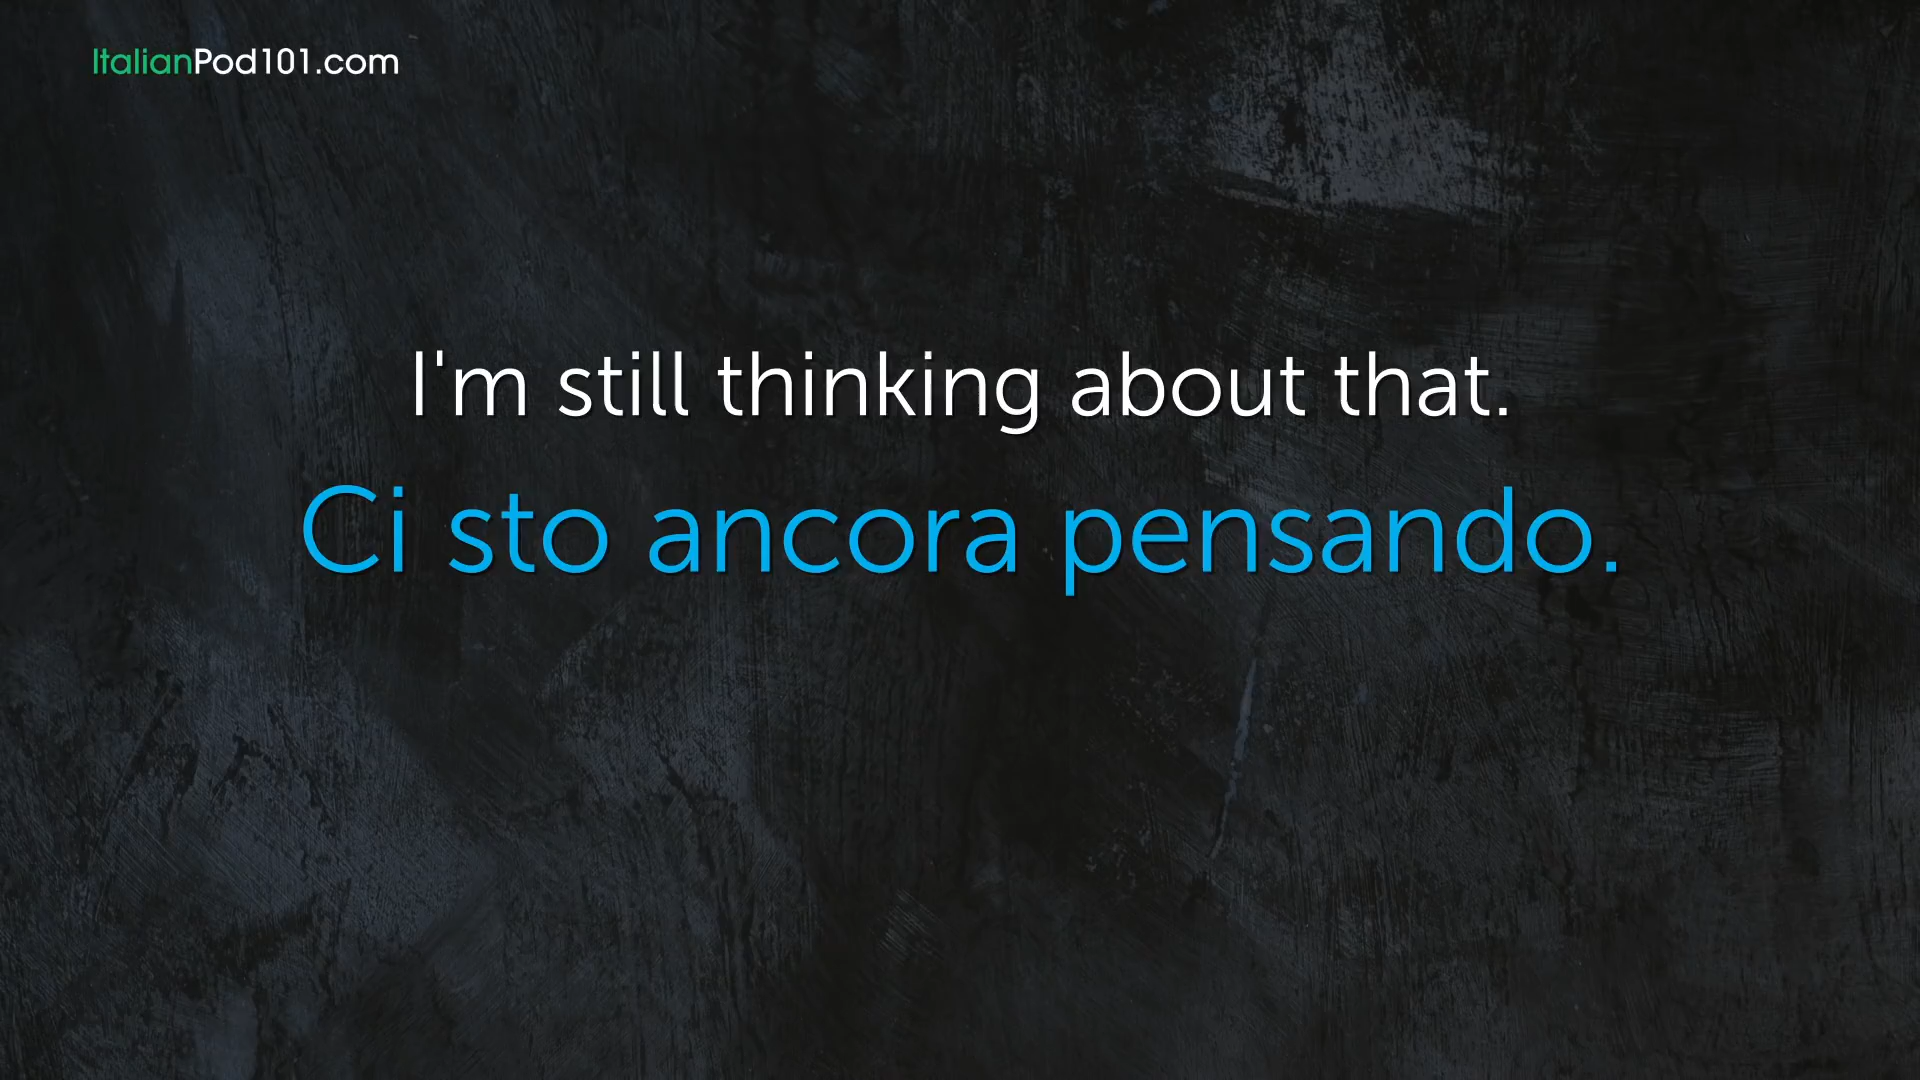 ItalianPod101.com
I'm still thinking about that.
Ci sto ancora pensando.